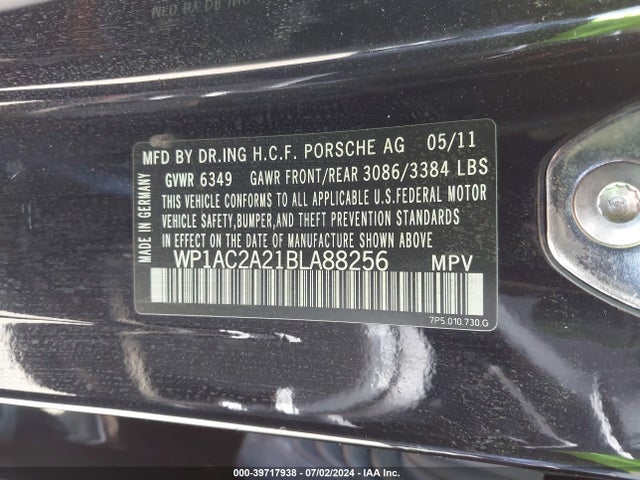 MFD BY DR.ING H.C.F. PORSCHE AG 05/11
GVWR 6349 GAWR FRONT/REAR 3086/3384 LBS
THIS VEHICLE CONFORMS TO ALL APPLICABLE U.S.FEDERAL MOTOR
VEHICLE SAFETY,BUMPER,AND THEFT PREVENTION STANDARDS
IN EFFECT ON THE DATE OF MANUFACTURE SHOWN ABOVE.
WP1AC2A21BLA88256 MPV
7P5.010.730.G
MADE IN GERMANY
000-39717938 - 07/02/2024 - IAAI.COM